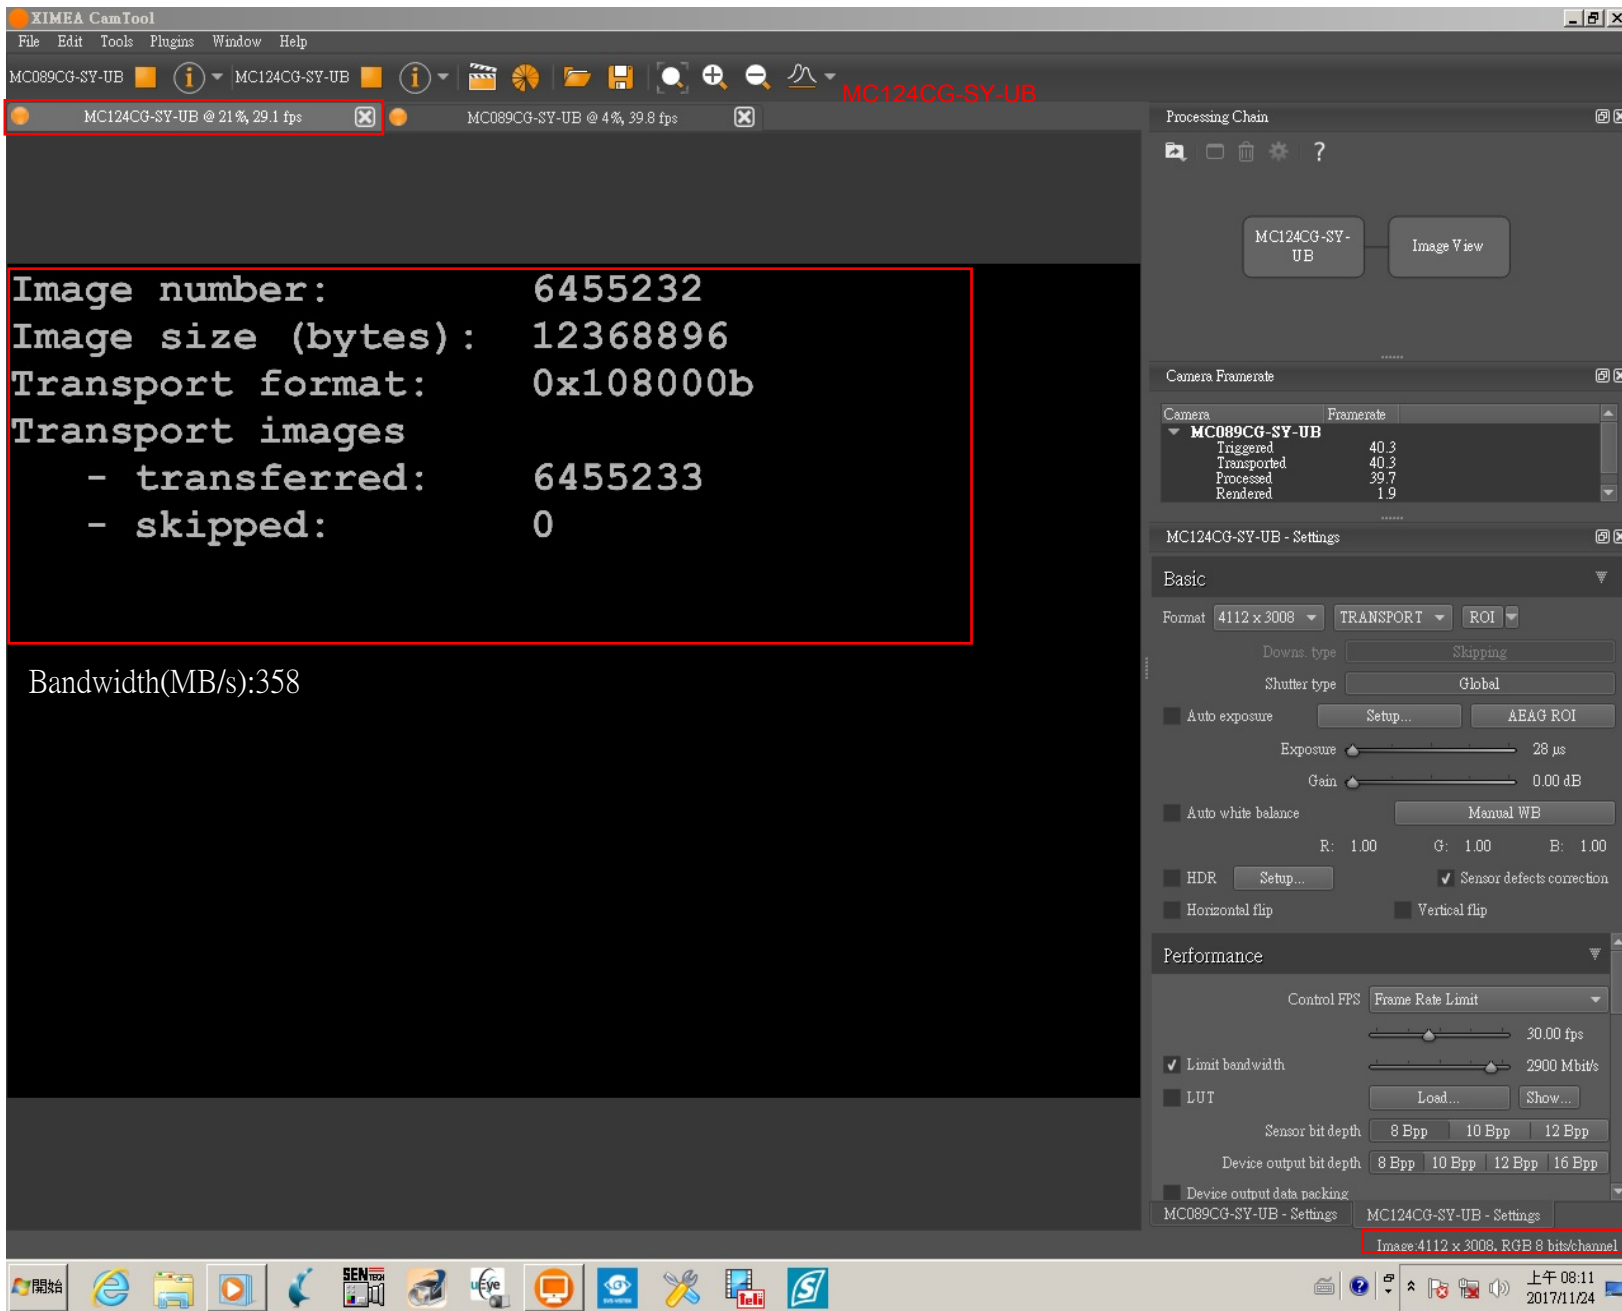 XIMEA CamTool
File Edit Tools Plugins Window Help
MC089CG-SY-UB MC124CG-SY-UB
MC124CG-SY-UB
MC124CG-SY-UB @ 21%, 29.1 fps MC089CG-SY-UB @ 4%, 39.8 fps
Image number: 6455232
Image size (bytes): 12368896
Transport format: 0x108000b
Transport images
- transferred: 6455233
- skipped: 0
Bandwidth(MB/s):358
Processing Chain
?
MC124CG-SY-
UB
Image View
Camera Framerate
Camera Framerate
MC089CG-SY-UB
Triggered 40.3
Transported 40.3
Processed 39.7
Rendered 1.9
MC124CG-SY-UB - Settings
Basic
Format 4112 x 3008 TRANSPORT ROI
Downs. type Skipping
Shutter type Global
Auto exposure Setup... AEAG ROI
Exposure 28 µs
Gain 0.00 dB
Auto white balance Manual WB
R: 1.00 G: 1.00 B: 1.00
HDR Setup... Sensor defects correction
Horizontal flip Vertical flip
Performance
Control FPS Frame Rate Limit
30.00 fps
Limit bandwidth 2900 Mbit/s
LUT Load... Show...
Sensor bit depth 8 Bpp 10 Bpp 12 Bpp
Device output bit depth 8 Bpp 10 Bpp 12 Bpp 16 Bpp
Device output data packing
MC089CG-SY-UB - Settings MC124CG-SY-UB - Settings
Image:4112 x 3008, RGB 8 bits/channel
開始
SENTECH
uEye
SVS-VISTEK
Teli
上午 08:11
2017/11/24